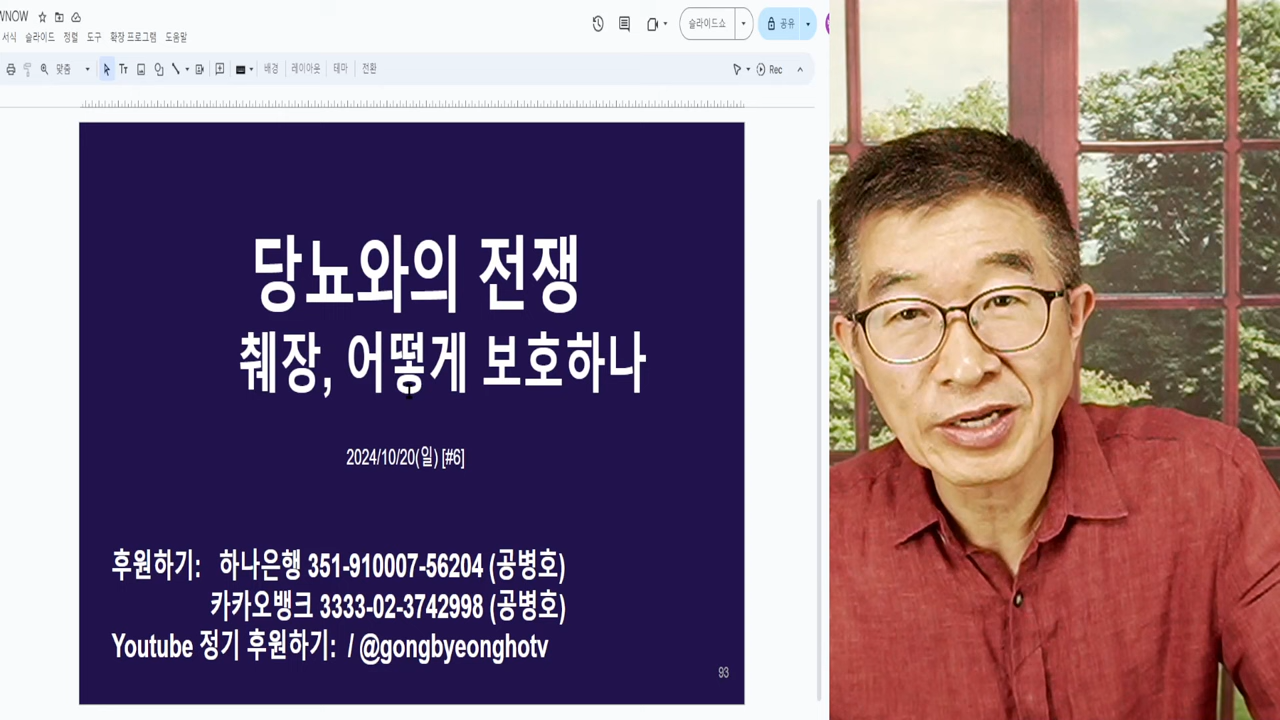 WNOW
서식 슬라이드 정렬 도구 확장 프로그램 도움말
슬라이드쇼
공유
맞춤
Tт
배경 레이아웃 테마 전환
Rec
당뇨와의 전쟁
췌장, 어떻게 보호하나
2024/10/20(일) [#6]
후원하기: 하나은행 351-910007-56204 (공병호)
카카오뱅크 3333-02-3742998 (공병호)
Youtube 정기 후원하기: / @gongbyeonghotv
93